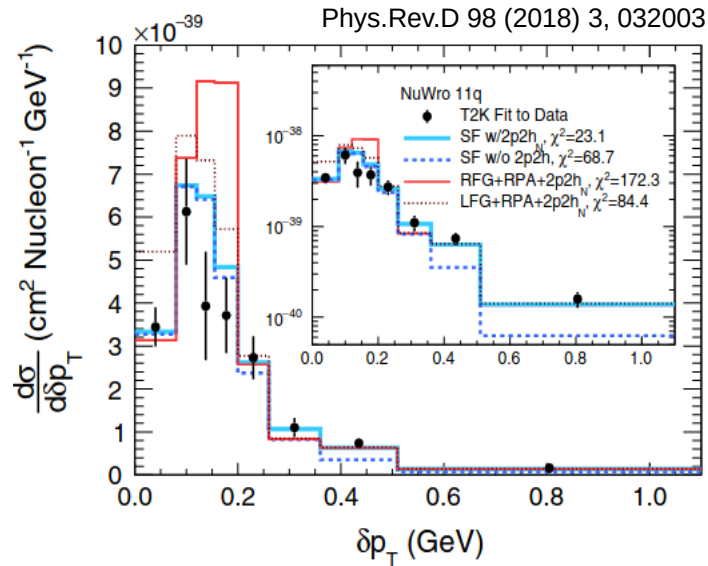 Phys.Rev.D 98 (2018) 3, 032003
×10⁻³⁹
10
9
8
7
6
5
4
3
2
1
0
dσ/dδp_T (cm² Nucleon⁻¹ GeV⁻¹)
NuWro 11q
T2K Fit to Data
SF w/2p2h_N, χ²=23.1
SF w/o 2p2h, χ²=68.7
RFG+RPA+2p2h_N, χ²=172.3
LFG+RPA+2p2h_N, χ²=84.4
10⁻³⁸
10⁻³⁹
10⁻⁴⁰
0.0 0.2 0.4 0.6 0.8 1.0
0.0 0.2 0.4 0.6 0.8 1.0
δp_T (GeV)